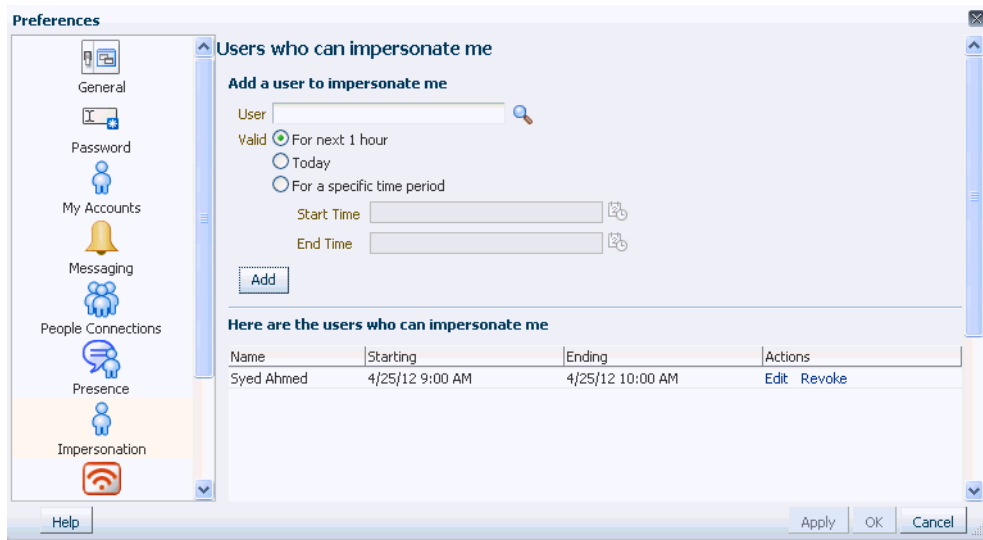 Preferences
General
Password
My Accounts
Messaging
People Connections
Presence
Impersonation
Users who can impersonate me
Add a user to impersonate me
User
Valid For next 1 hour
Today
For a specific time period
Start Time
End Time
Add
Here are the users who can impersonate me
Name Starting Ending Actions
Syed Ahmed 4/25/12 9:00 AM 4/25/12 10:00 AM Edit Revoke
Help Apply OK Cancel